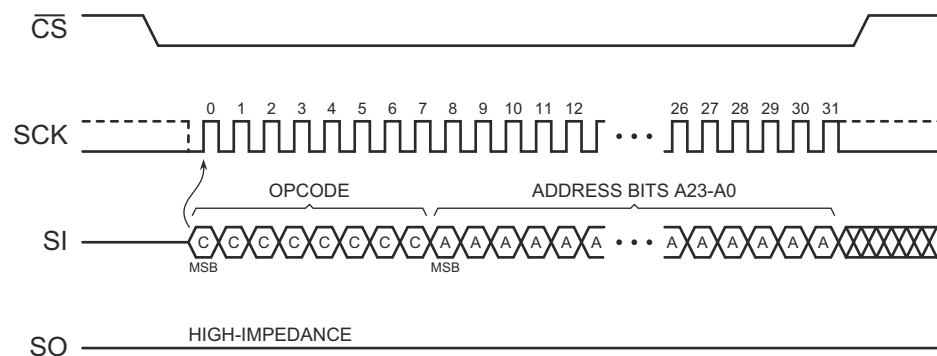 CS
0 1 2 3 4 5 6 7 8 9 10 11 12 26 27 28 29 30 31
SCK
OPCODE ADDRESS BITS A23-A0
SI C C C C C C C C A A A A A A A A A A A A
MSB MSB
HIGH-IMPEDANCE
SO